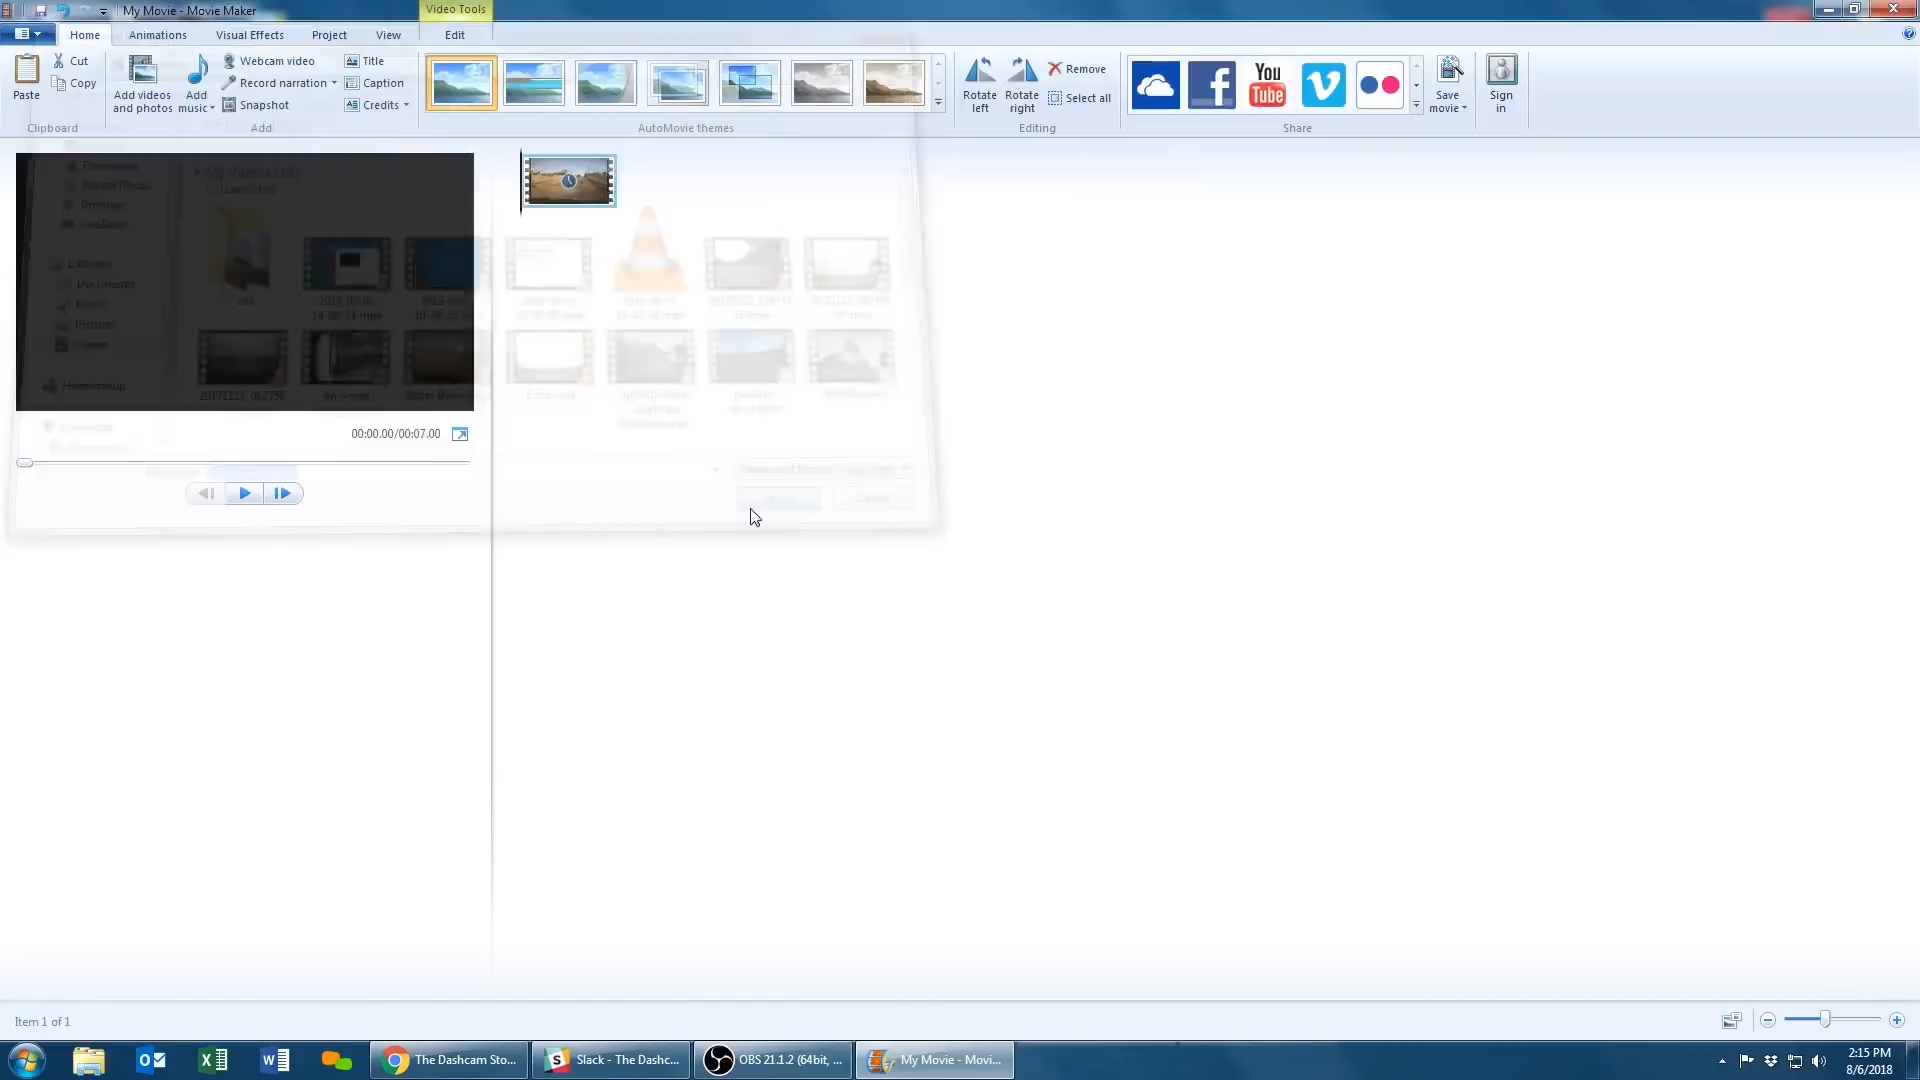 My Movie - Movie Maker
Video Tools
Home
Animations
Visual Effects
Project
View
Edit
Paste
Cut
Copy
Clipboard
Add videos
and photos
Add
music
Webcam video
Record narration
Snapshot
Title
Caption
Credits
Add
AutoMovie themes
Rotate
left
Rotate
right
Remove
Select all
Editing
You
Tube
Share
Save
movie
Sign
in
Documents
Pictures
Homegroup
00:00.00/00:07.00
Item 1 of 1
The Dashcam Sto...
Slack - The Dashc...
OBS 21.1.2 (64bit, ...
My Movie - Movi...
2:15 PM
8/6/2018